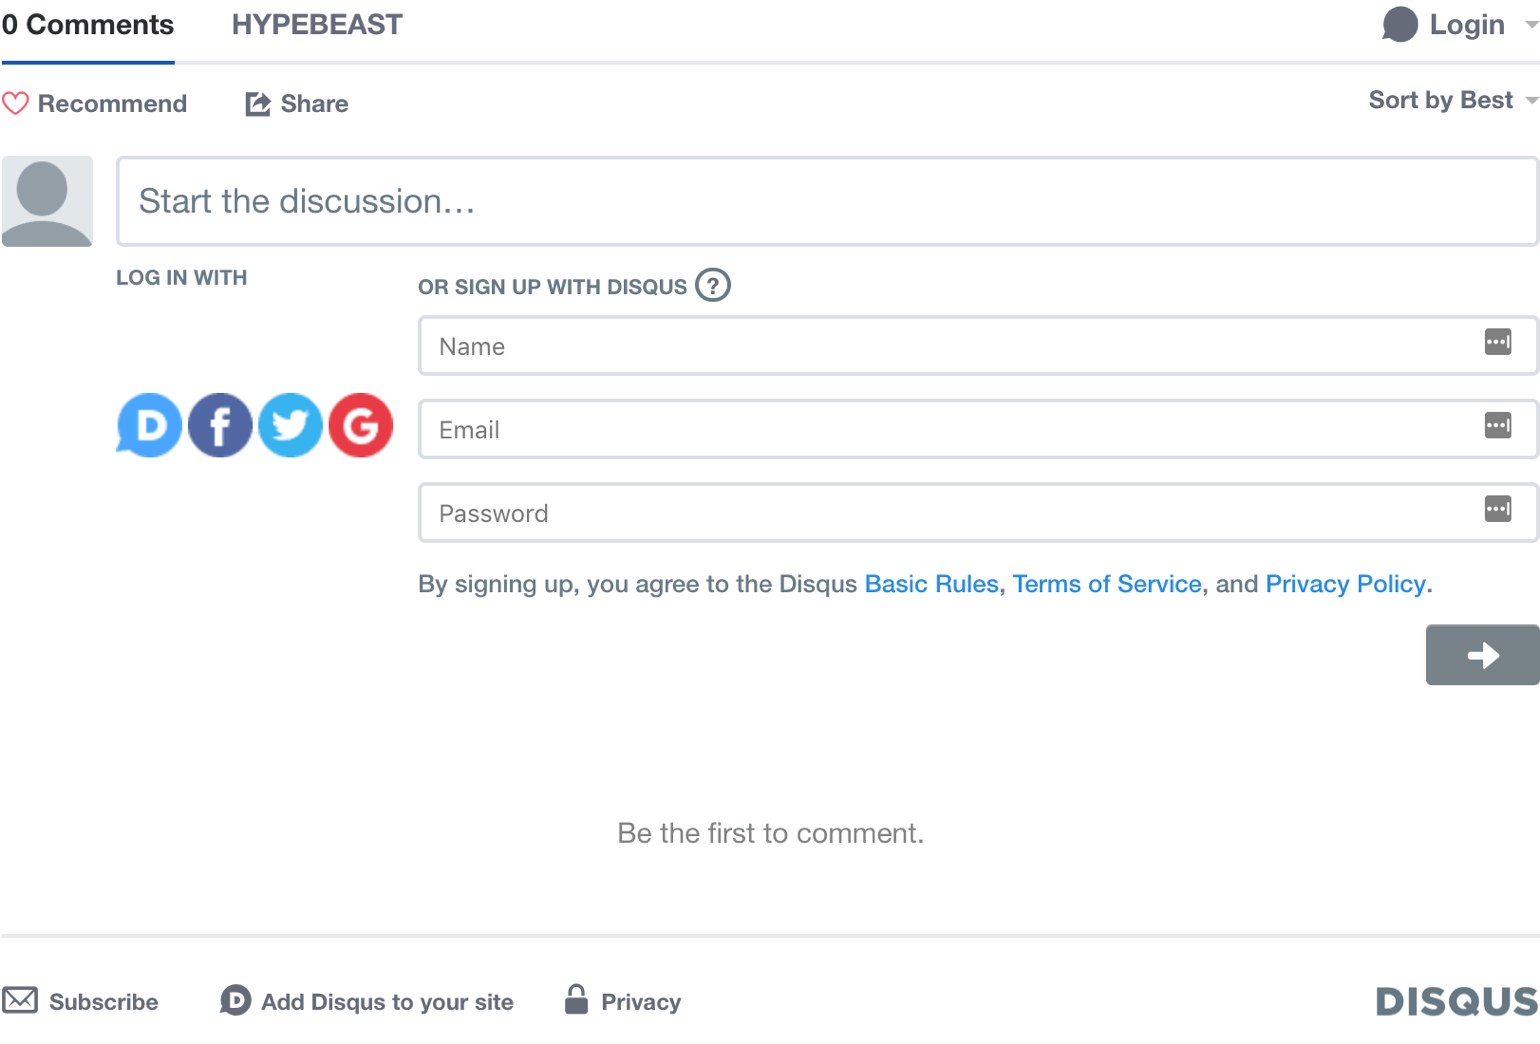 0 Comments HYPEBEAST Login
Recommend Share Sort by Best
Start the discussion…
LOG IN WITH
OR SIGN UP WITH DISQUS ?
Name
D f G
Email
Password
By signing up, you agree to the Disqus Basic Rules, Terms of Service, and Privacy Policy.
Be the first to comment.
Subscribe D Add Disqus to your site Privacy DISQUS